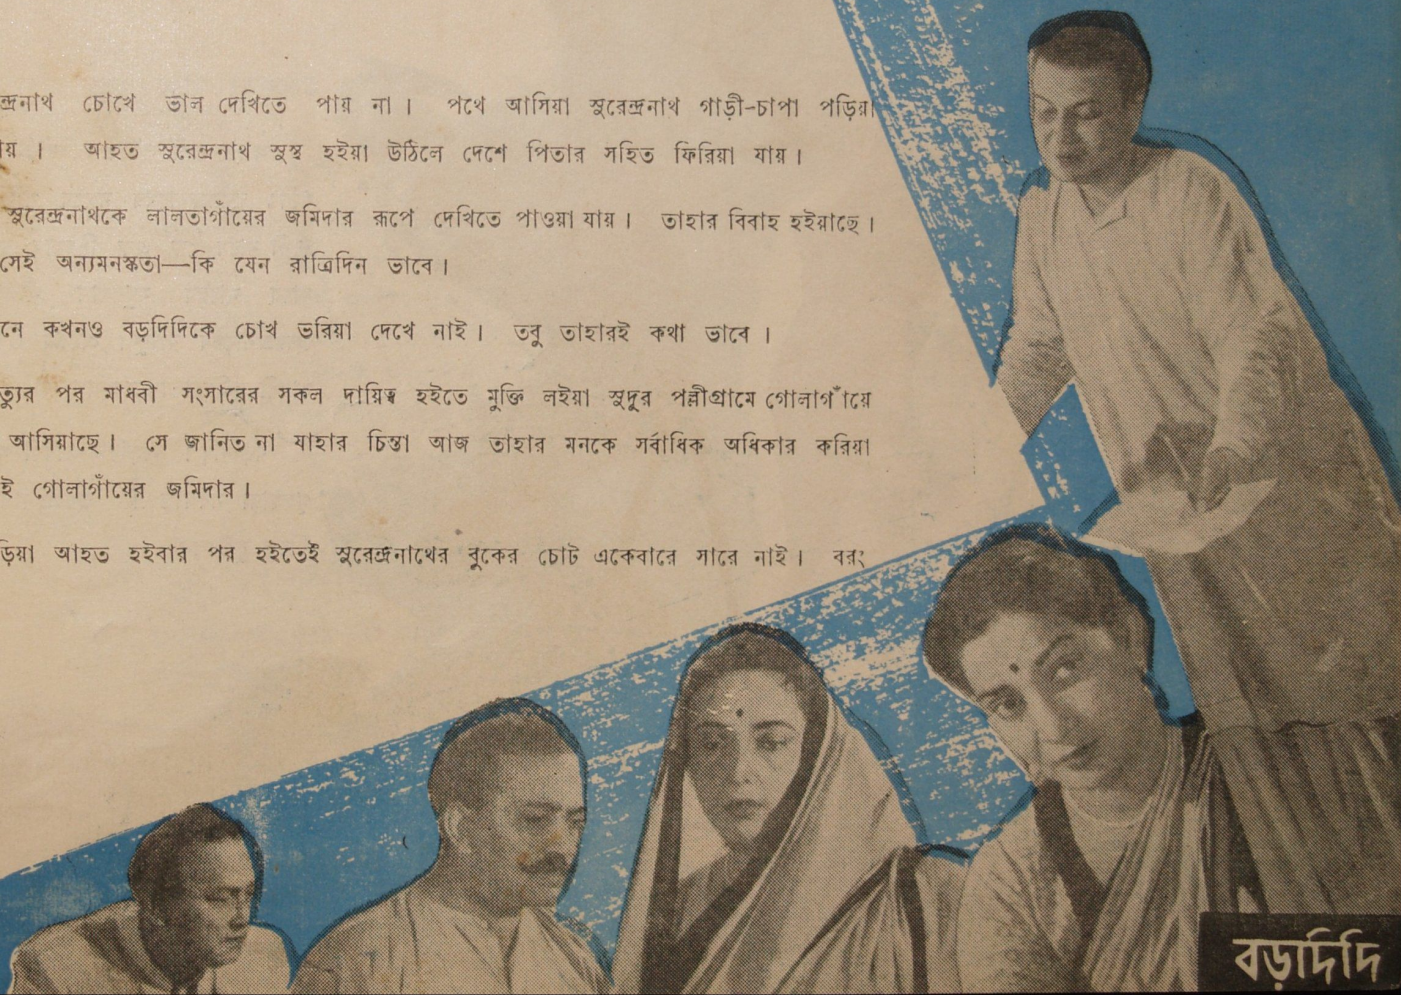 ন্দ্রনাথ চোখে ভাল দেখিতে পায় না। পথে আসিয়া সুরেন্দ্রনাথ গাড়ী-চাপা পড়িয়া
য়। আহত সুরেন্দ্রনাথ সুস্থ হইয়া উঠিলে দেশে পিতার সহিত ফিরিয়া যায়।
সুরেন্দ্রনাথকে লালতাগাঁয়ের জমিদার রূপে দেখিতে পাওয়া যায়। তাহার বিবাহ হইয়াছে।
সেই অন্যমনস্কতা—কি যেন রাত্রিদিন ভাবে।
নে কখনও বড়দিদিকে চোখ ভরিয়া দেখে নাই। তবু তাহারই কথা ভাবে।
ত্যুর পর মাধবী সংসারের সকল দায়িত্ব হইতে মুক্তি লইয়া সুদূর পল্লীগ্রামে গোলাগাঁয়ে
আসিয়াছে। সে জানিত না যাহার চিন্তা আজ তাহার মনকে সর্বাধিক অধিকার করিয়া
ই গোলাগাঁয়ের জমিদার।
ড়িয়া আহত হইবার পর হইতেই সুরেন্দ্রনাথের বুকের চোট একেবারে সারে নাই। বরং
বড়দিদি